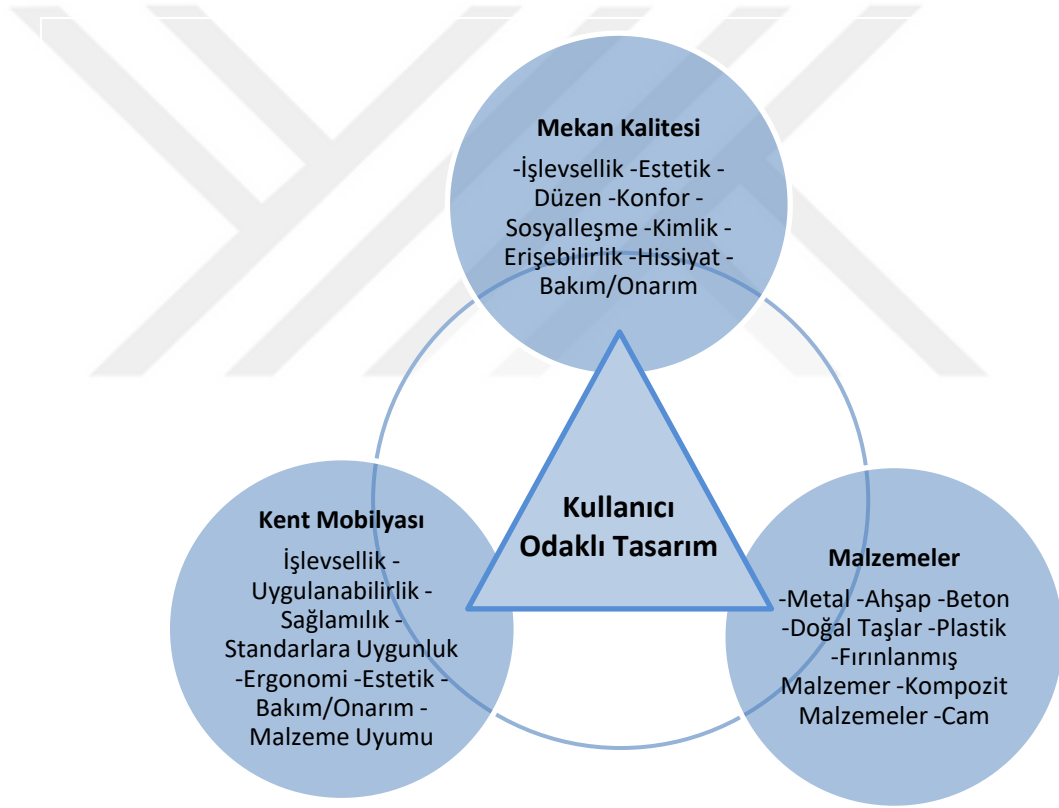 Mekan Kalitesi
-İşlevsellik -Estetik -
Düzen -Konfor -
Sosyalleşme -Kimlik -
Erişebilirlik -Hissiyat -
Bakım/Onarım
Kullanıcı
Odaklı Tasarım
Kent Mobilyası
İşlevsellik -
Uygulanabilirlik -
Sağlamılık -
Standarlara Uygunluk
-Ergonomi -Estetik -
Bakım/Onarım -
Malzeme Uyumu
Malzemeler
-Metal -Ahşap -Beton
-Doğal Taşlar -Plastik
-Fırınlanmış
Malzemer -Kompozit
Malzemeler -Cam